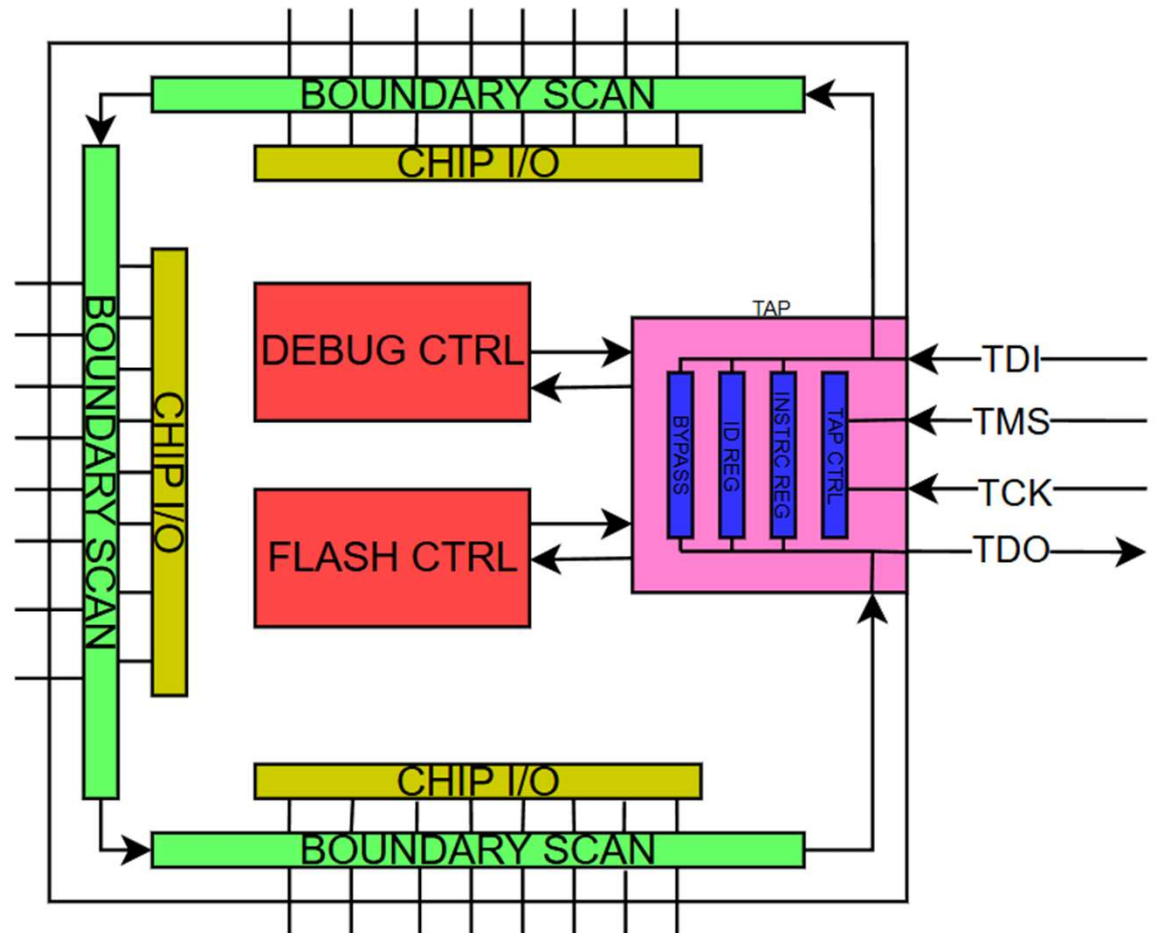 BOUNDARY SCAN
CHIP I/O
BOUNDARY SCAN
CHIP I/O
DEBUG CTRL
FLASH CTRL
TAP
BYPASS
ID REG
INSTRC REG
TAP CTRL
TDI
TMS
TCK
TDO
CHIP I/O
BOUNDARY SCAN